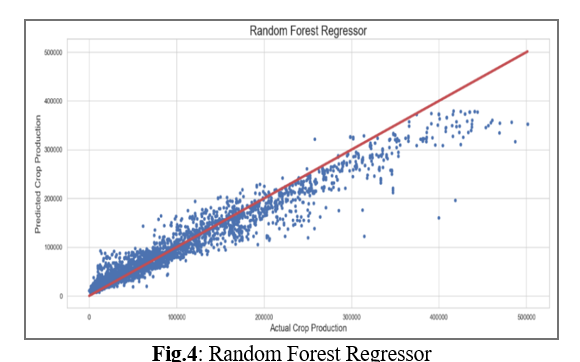 Random Forest Regressor
500000
400000
300000
200000
100000
0
Predicted Crop Production
0 100000 200000 300000 400000 500000
Actual Crop Production
Fig.4: Random Forest Regressor